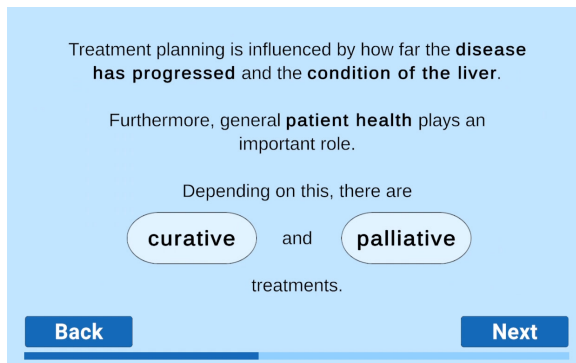 Treatment planning is influenced by how far the disease
has progressed and the condition of the liver.
Furthermore, general patient health plays an
important role.
Depending on this, there are
curative and palliative
treatments.
Back Next